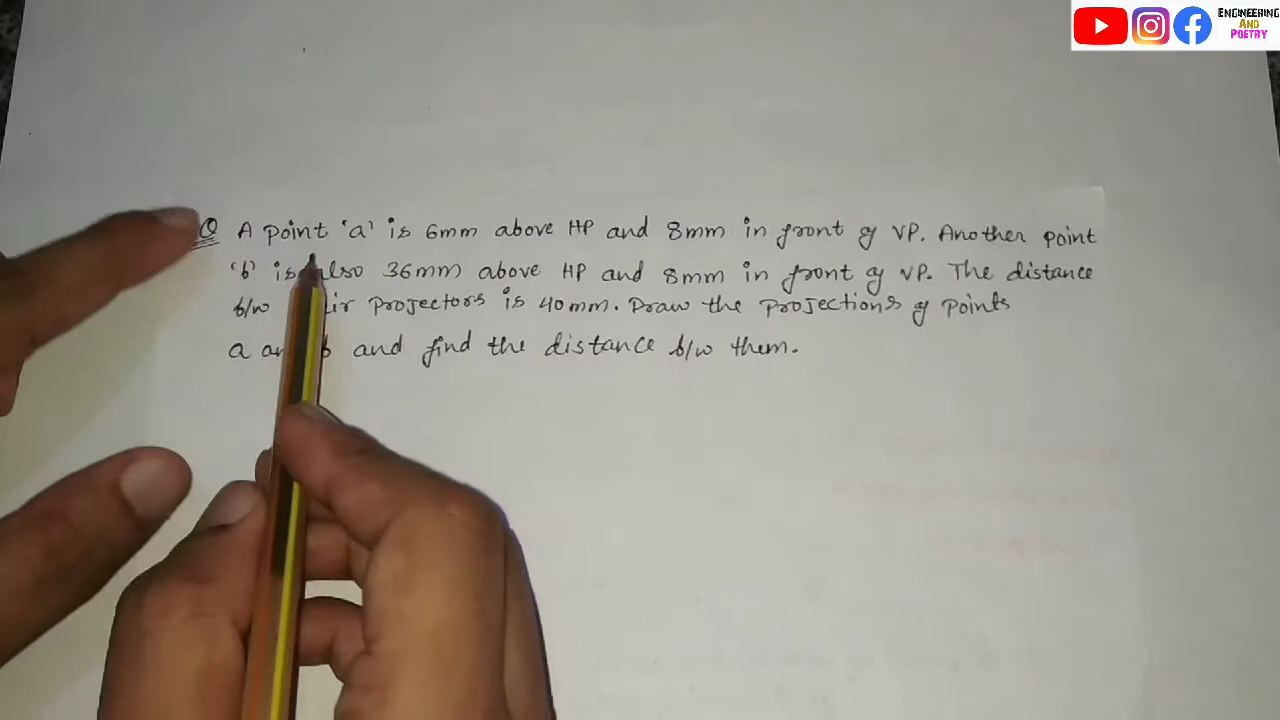 ENGINEERING
AND
POETRY
Q A point 'a' is 6mm above HP and 8mm in front of VP. Another point
'b' is also 36mm above HP and 8mm in front of VP. The distance
b/w projectors is 40mm. Draw the projections of points
a b and find the distance b/w them.